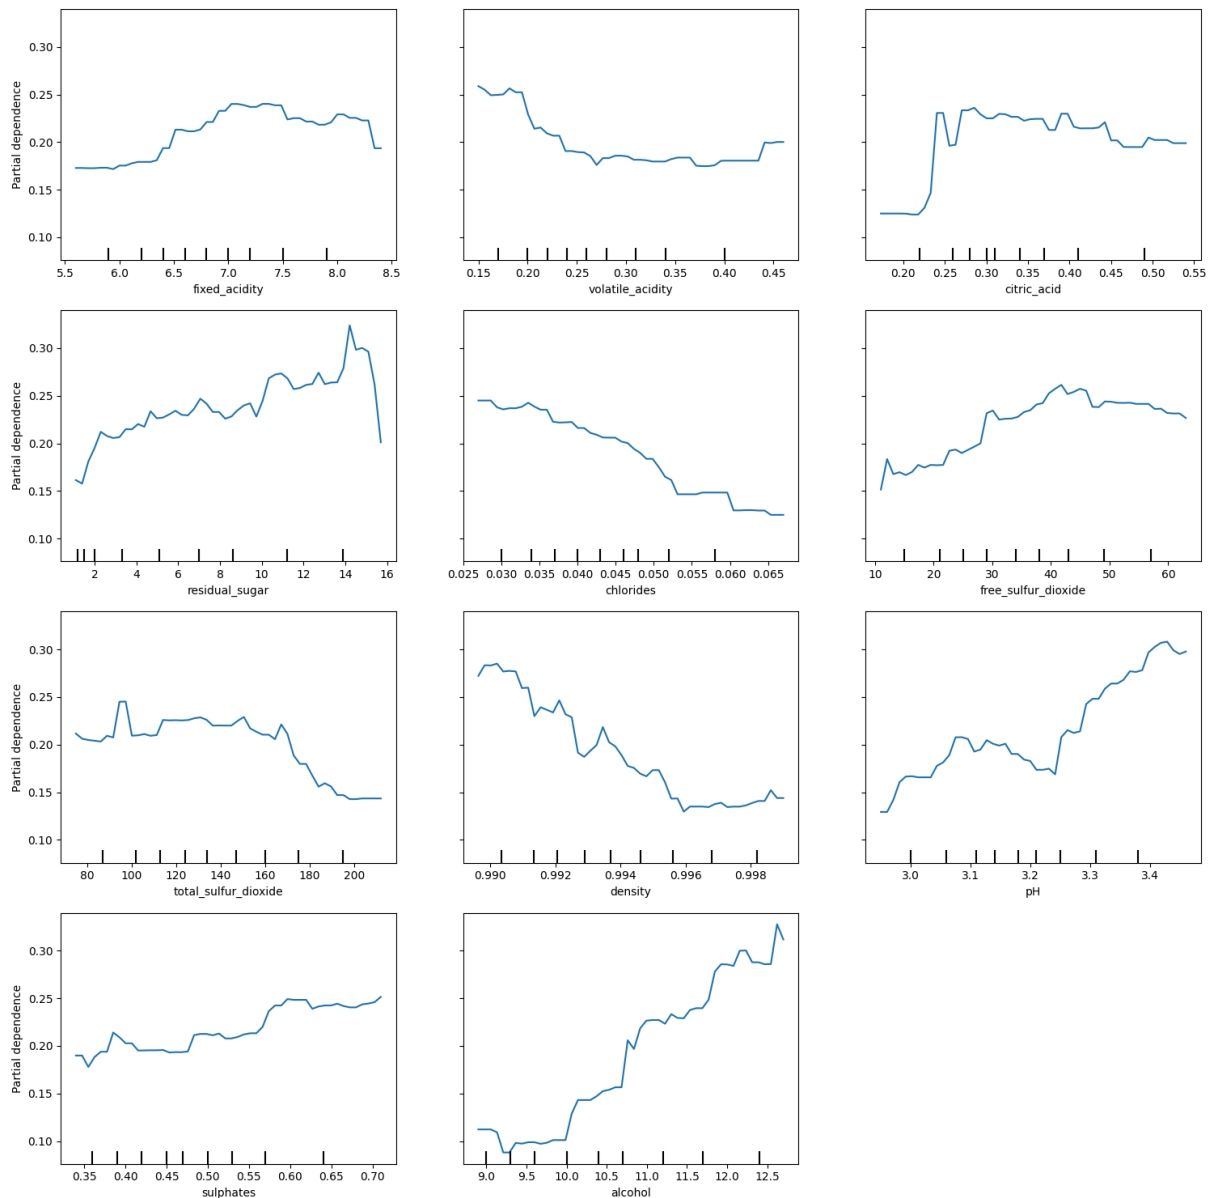 0.30
0.25
0.20
0.15
0.10
Partial dependence
5.5 6.0 6.5 7.0 7.5 8.0 8.5
fixed_acidity
0.15 0.20 0.25 0.30 0.35 0.40 0.45
volatile_acidity
0.20 0.25 0.30 0.35 0.40 0.45 0.50 0.55
citric_acid
0.30
0.25
0.20
0.15
0.10
Partial dependence
2 4 6 8 10 12 14 16
residual_sugar
0.025 0.030 0.035 0.040 0.045 0.050 0.055 0.060 0.065
chlorides
10 20 30 40 50 60
free_sulfur_dioxide
0.30
0.25
0.20
0.15
0.10
Partial dependence
80 100 120 140 160 180 200
total_sulfur_dioxide
0.990 0.992 0.994 0.996 0.998
density
3.0 3.1 3.2 3.3 3.4
pH
0.30
0.25
0.20
0.15
0.10
Partial dependence
0.35 0.40 0.45 0.50 0.55 0.60 0.65 0.70
sulphates
9.0 9.5 10.0 10.5 11.0 11.5 12.0 12.5
alcohol